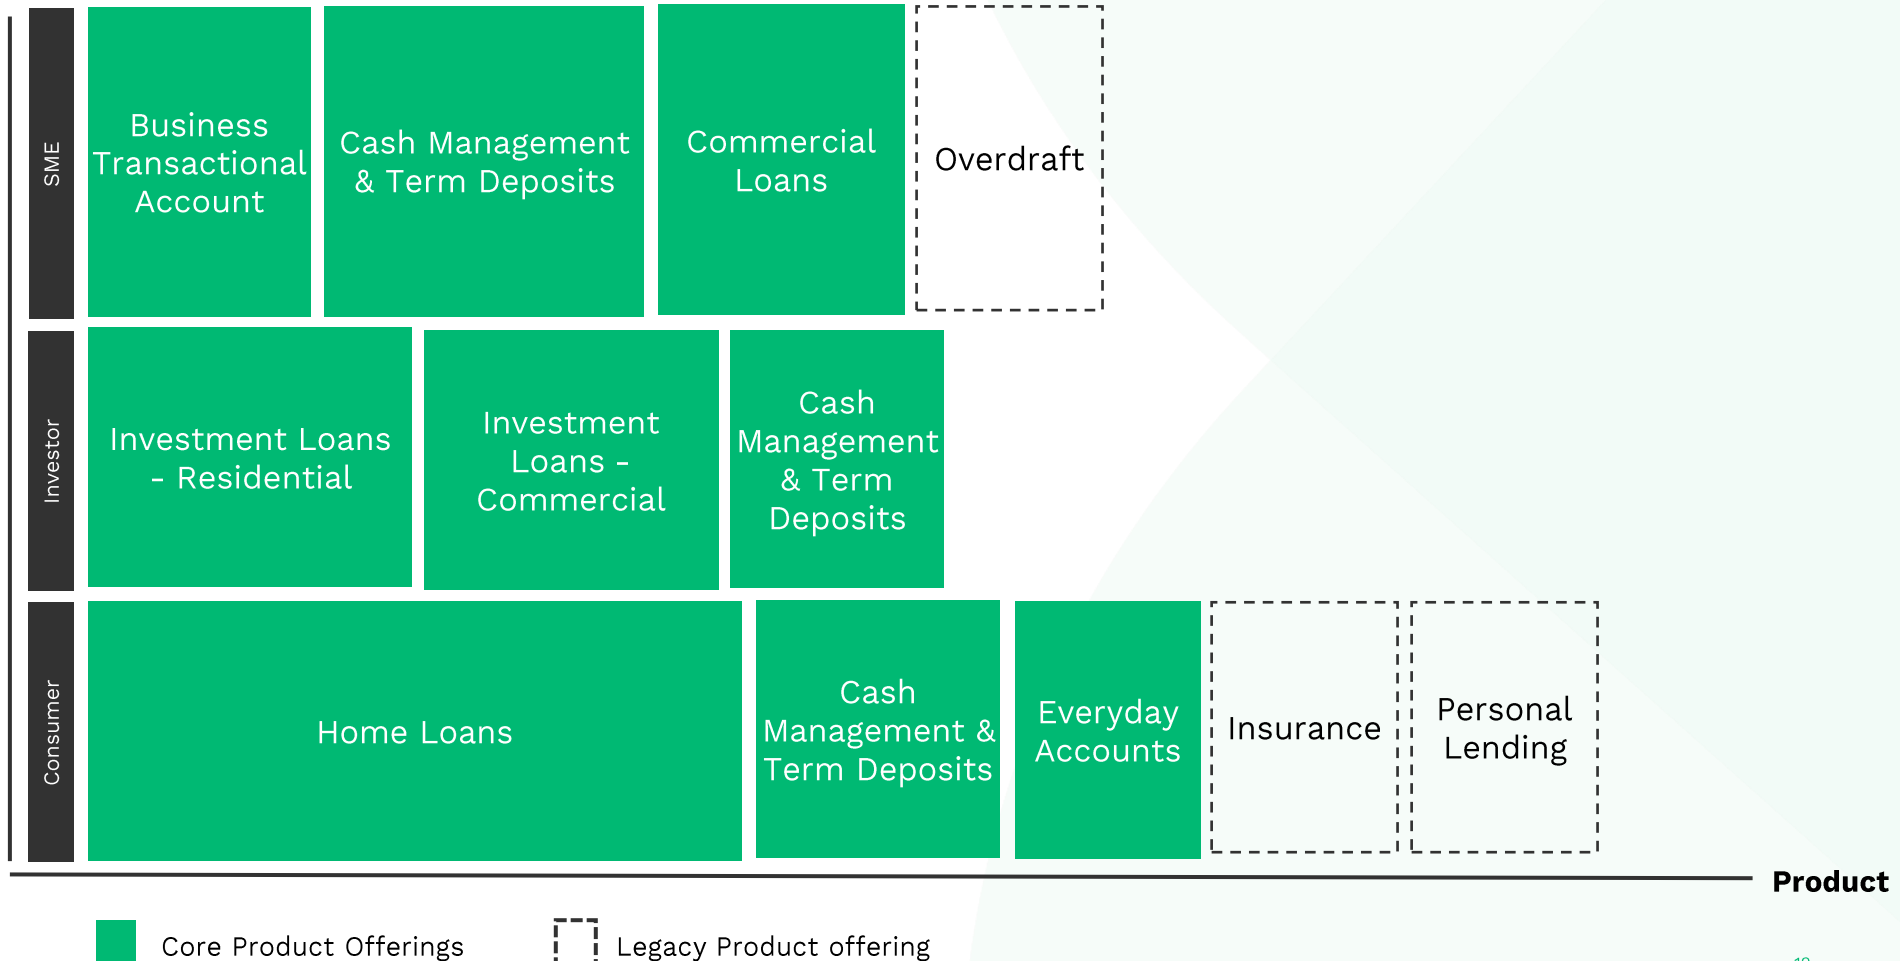 SME
Business
Transactional
Account
Cash Management
& Term Deposits
Commercial
Loans
Overdraft
Investor
Investment Loans
- Residential
Investment
Loans -
Commercial
Cash
Management
& Term
Deposits
Consumer
Home Loans
Cash
Management &
Term Deposits
Everyday
Accounts
Insurance
Personal
Lending
Product
Core Product Offerings
Legacy Product offering